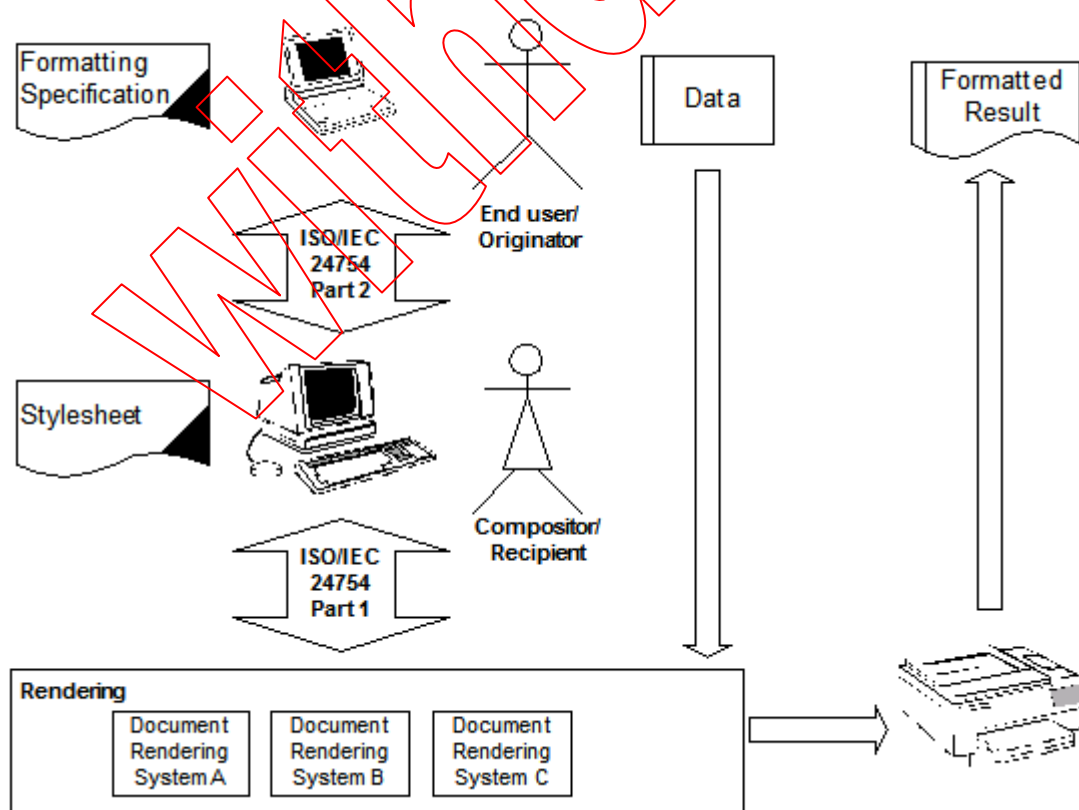 Formatting
Specification
Data
Formatted
Result
End user/
Originator
ISO/IEC
24754
Part 2
Stylesheet
Compositor/
Recipient
ISO/IEC
24754
Part 1
Rendering
Document
Rendering
System A
Document
Rendering
System B
Document
Rendering
System C